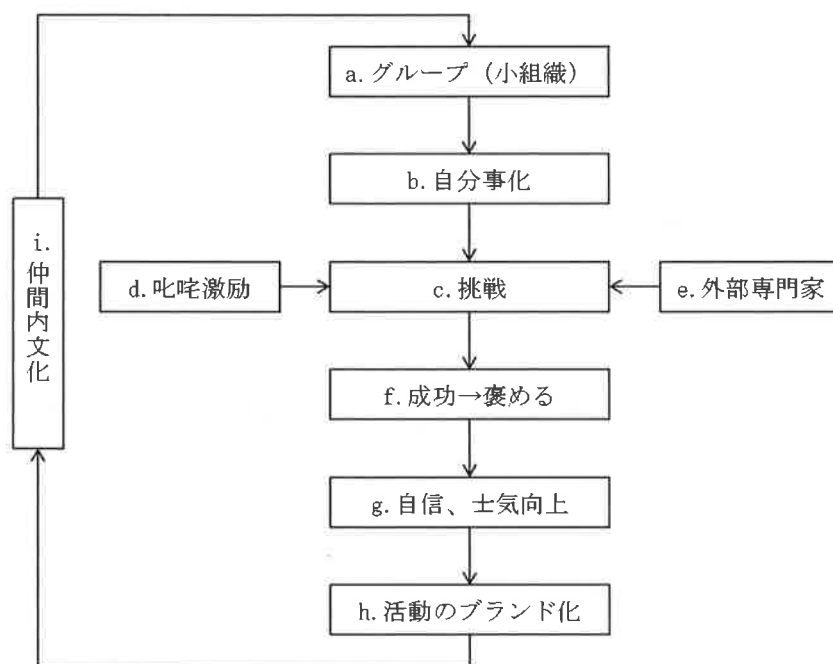 a.グループ（小組織）
b.自分事化
i.仲間内文化
d.叱咤激励
c.挑戦
e.外部専門家
f.成功→褒める
g.自信、士気向上
h.活動のブランド化